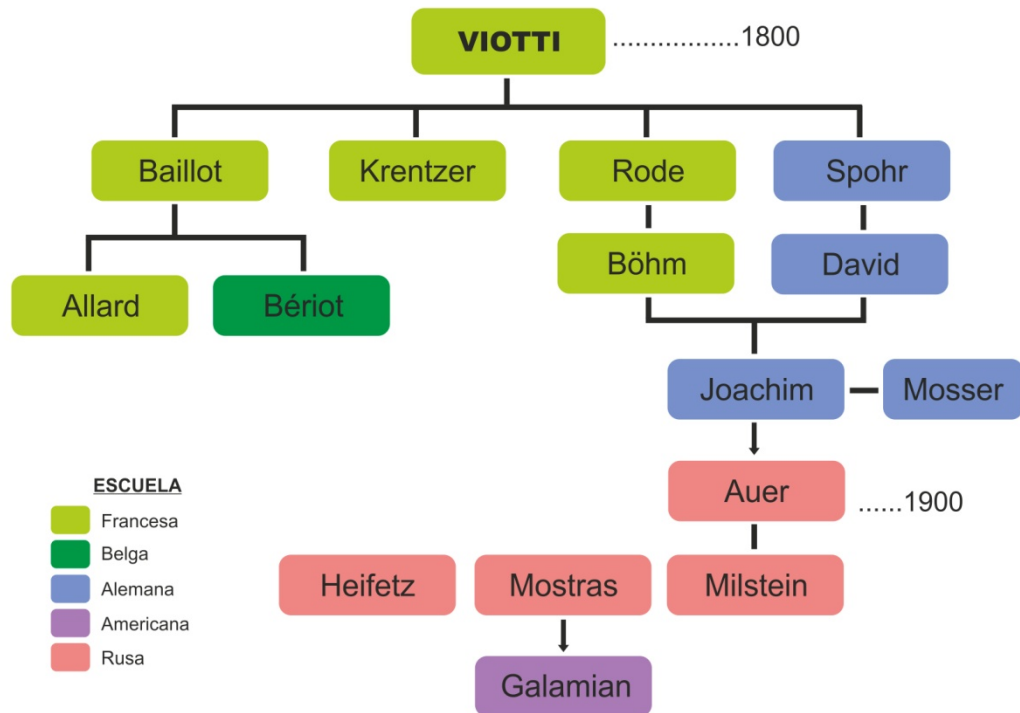 VIOTTI .................1800
Baillot
Krentzer
Rode
Spohr
Böhm
David
Allard
Bériot
Joachim
Mosser
Auer ......1900
Heifetz
Mostras
Milstein
Galamian
ESCUELA
Francesa
Belga
Alemana
Americana
Rusa